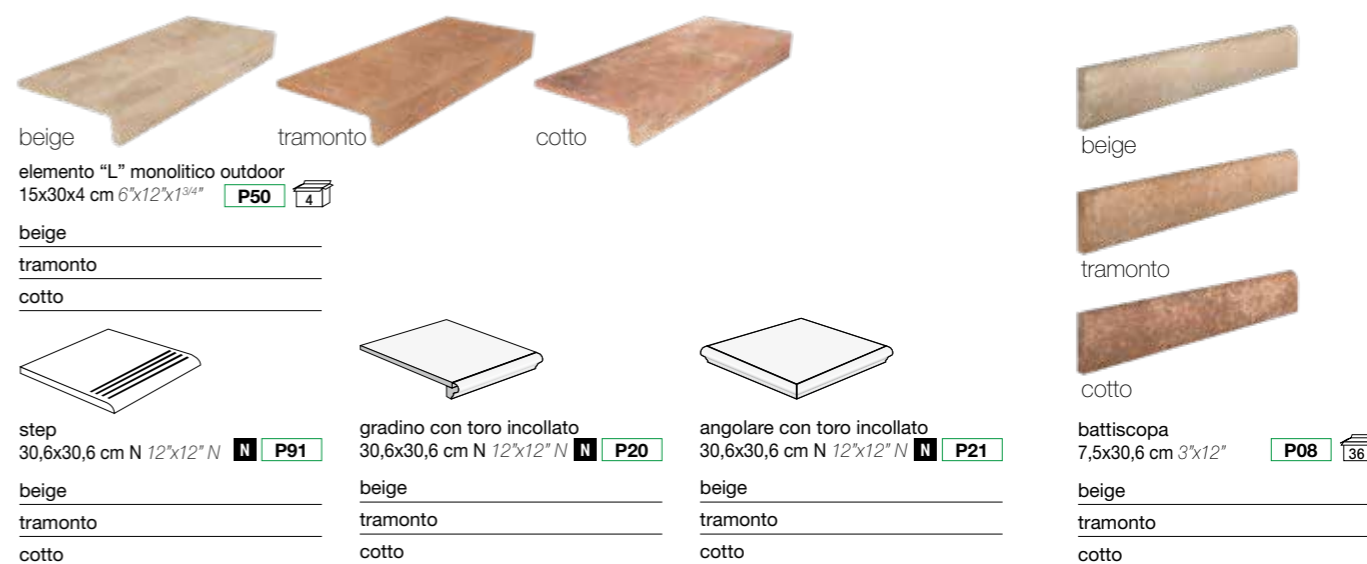 beige
tramonto
cotto
elemento “L” monolitico outdoor
15x30x4 cm 6”x12”x1 3/4” P50 4
beige
tramonto
cotto
step
30,6x30,6 cm N 12”x12” N N P91
beige
tramonto
cotto
gradino con toro incollato
30,6x30,6 cm N 12”x12” N N P20
beige
tramonto
cotto
angolare con toro incollato
30,6x30,6 cm N 12”x12” N N P21
beige
tramonto
cotto
beige
tramonto
cotto
battiscopa
7,5x30,6 cm 3”x12” P08 36
beige
tramonto
cotto